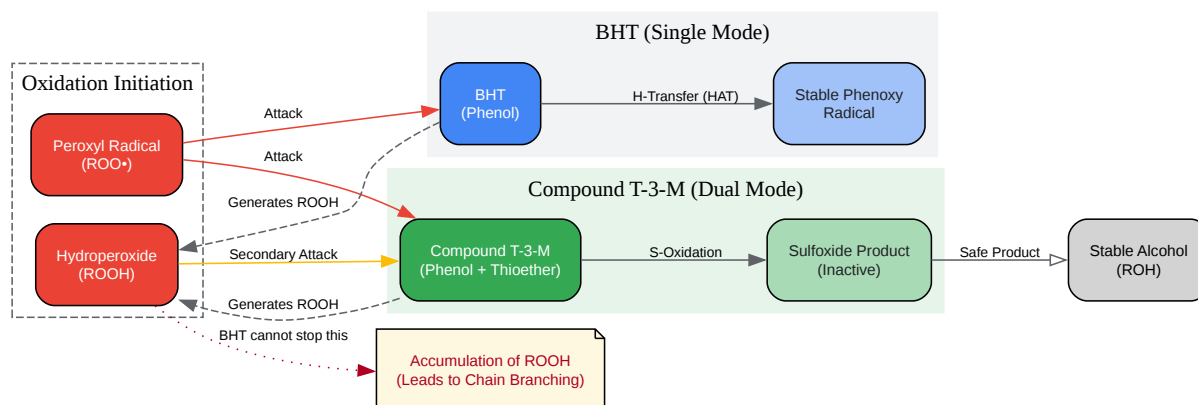 BHT (Single Mode)
Oxidation Initiation
BHT
(Phenol)
H-Transfer (HAT)
Stable Phenoxy
Radical
Attack
Peroxyl Radical
(ROO•)
Attack
Compound T-3-M (Dual Mode)
Generates ROOH
Hydroperoxide
(ROOH)
Secondary Attack
Compound T-3-M
(Phenol + Thioether)
S-Oxidation
Sulfoxide Product
(Inactive)
Safe Product
Stable Alcohol
(ROH)
Generates ROOH
BHT cannot stop this
Accumulation of ROOH
(Leads to Chain Branching)